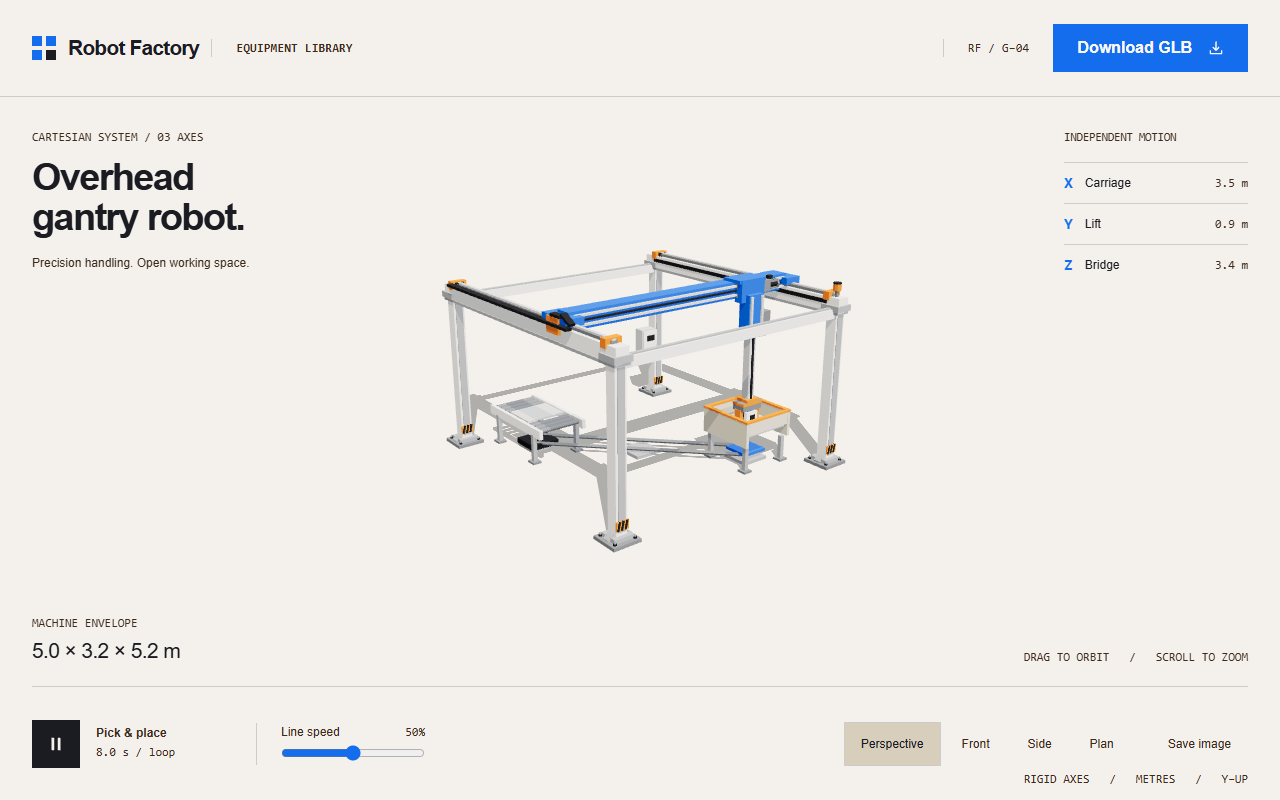 Robot Factory
EQUIPMENT LIBRARY
RF / G-04
Download GLB
CARTESIAN SYSTEM / 03 AXES
Overhead
gantry robot.
Precision handling. Open working space.
INDEPENDENT MOTION
X Carriage 3.5 m
Y Lift 0.9 m
Z Bridge 3.4 m
MACHINE ENVELOPE
5.0 × 3.2 × 5.2 m
DRAG TO ORBIT / SCROLL TO ZOOM
Pick & place
8.0 s / loop
Line speed 50%
Perspective Front Side Plan Save image
RIGID AXES / METRES / Y-UP